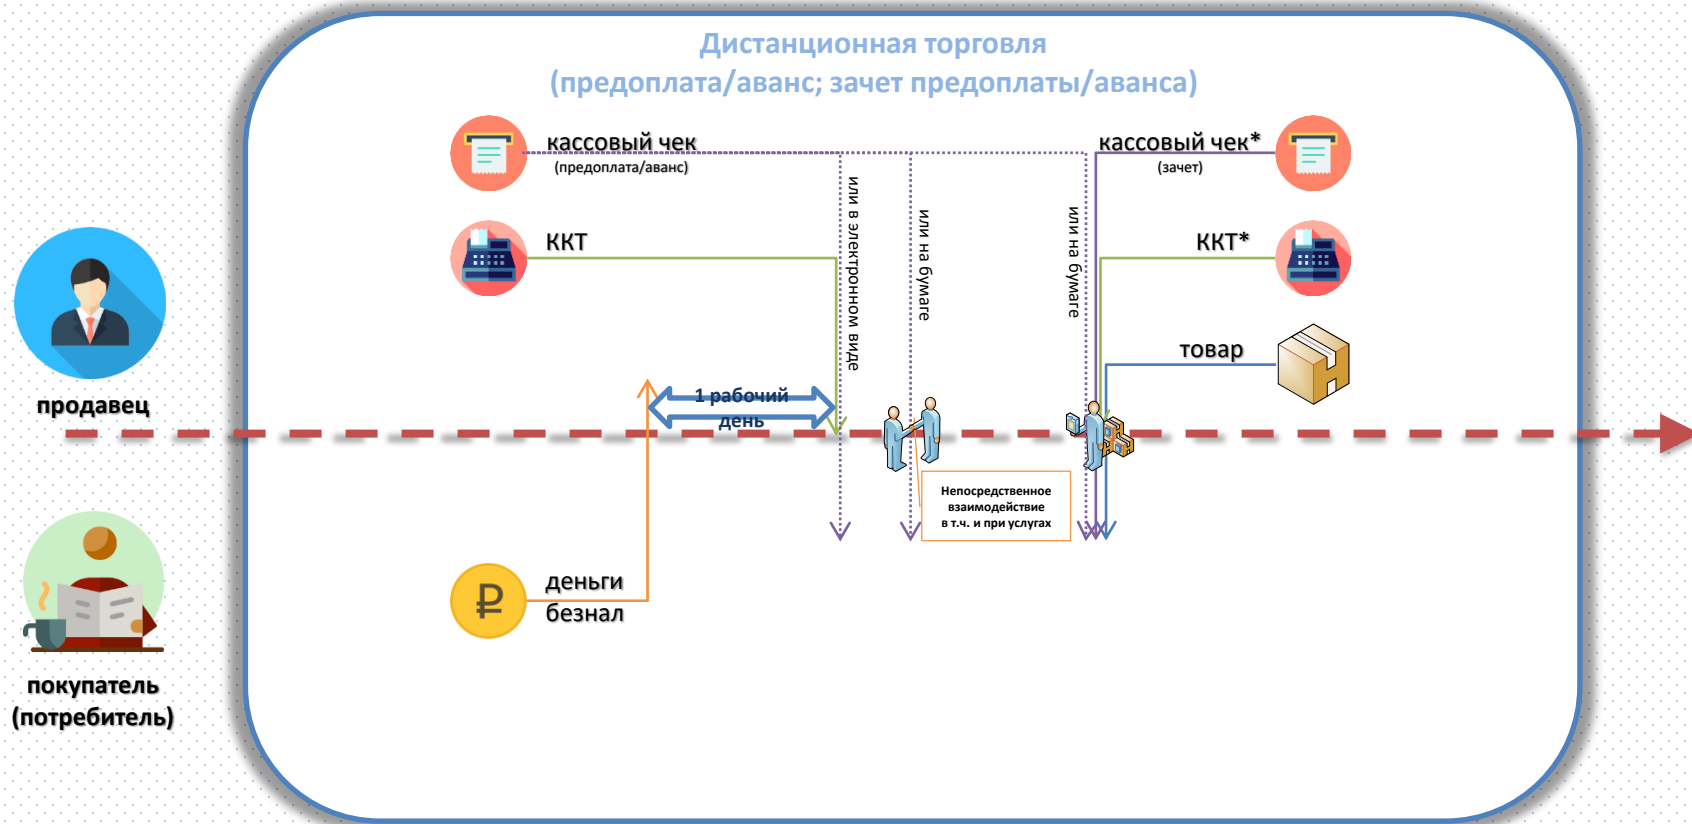 Дистанционная торговля
(предоплата/аванс; зачет предоплаты/аванса)
кассовый чек
(предоплата/аванс)
кассовый чек*
(зачет)
ККТ
ККТ*
или в электронном виде
или на бумаге
или на бумаге
товар
продавец
1 рабочий
день
Непосредственное
взаимодействие
в т.ч. и при услугах
деньги
безнал
покупатель
(потребитель)